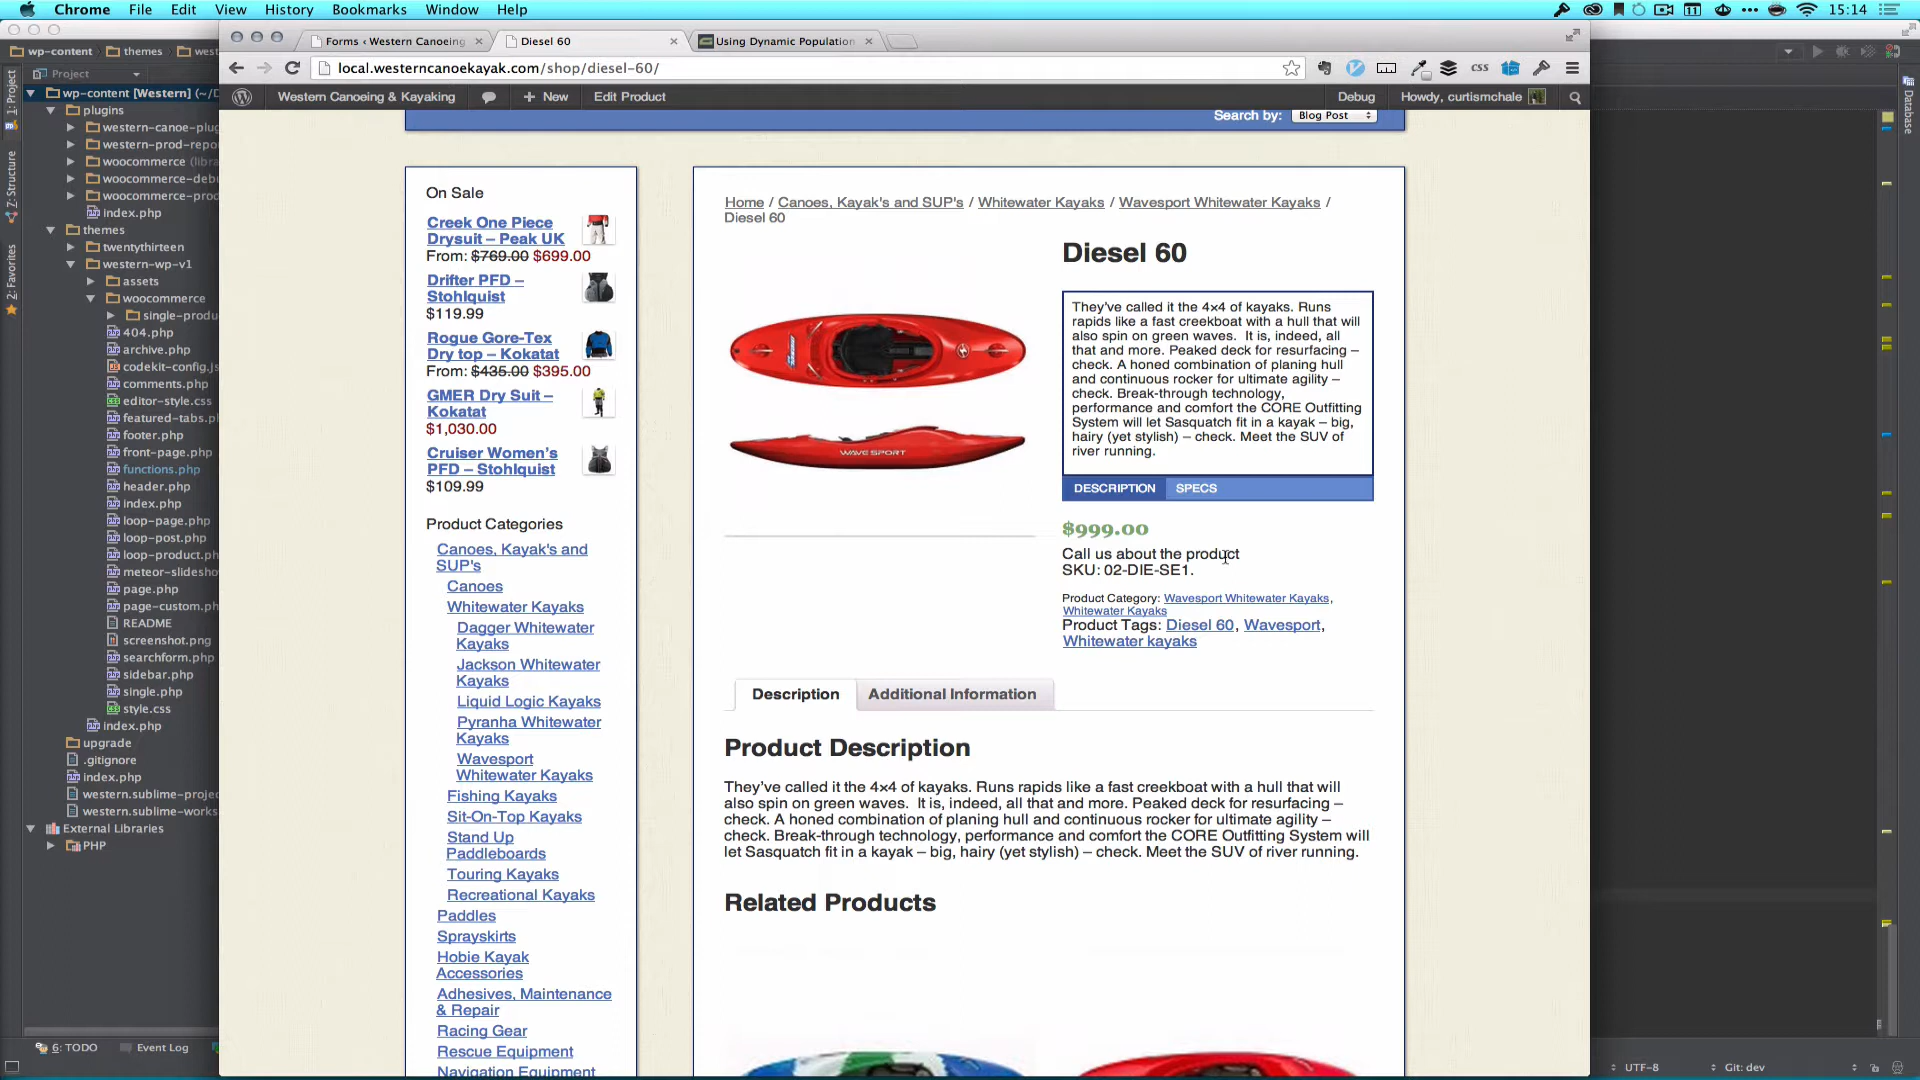 Chrome File Edit View History Bookmarks Window Help 15:14
wp-content themes
Forms ‹ Western Canoeing
Diesel 60
Using Dynamic Population
local.westerncanoekayak.com/shop/diesel-60/
CSS
Western Canoeing & Kayaking + New Edit Product Debug Howdy, curtismchale
Project
wp-content [Western] (~/D
plugins
western-canoe-plu
western-prod-repo
woocommerce (libra
woocommerce-deb
woocommerce-prod
index.php
themes
twentythirteen
western-wp-v1
assets
woocommerce
single-produ
404.php
archive.php
codekit-config.js
comments.php
editor-style.css
featured-tabs.ph
footer.php
front-page.php
functions.php
header.php
index.php
loop-page.php
loop-post.php
loop-product.ph
meteor-slidesho
page.php
page-custom.ph
README
screenshot.png
searchform.php
sidebar.php
single.php
style.css
index.php
upgrade
.gitignore
index.php
western.sublime-projec
western.sublime-works
External Libraries
PHP
1: Project
Z: Structure
2: Favorites
6: TODO
Event Log
Search by: Blog Post
On Sale
Creek One Piece
Drysuit – Peak UK
From: $769.00 $699.00
Drifter PFD –
Stohlquist
$119.99
Rogue Gore-Tex
Dry top – Kokatat
From: $435.00 $395.00
GMER Dry Suit –
Kokatat
$1,030.00
Cruiser Women's
PFD – Stohlquist
$109.99
Product Categories
Canoes, Kayak's and
SUP's
Canoes
Whitewater Kayaks
Dagger Whitewater
Kayaks
Jackson Whitewater
Kayaks
Liquid Logic Kayaks
Pyranha Whitewater
Kayaks
Wavesport
Whitewater Kayaks
Fishing Kayaks
Sit-On-Top Kayaks
Stand Up
Paddleboards
Touring Kayaks
Recreational Kayaks
Paddles
Sprayskirts
Hobie Kayak
Accessories
Adhesives, Maintenance
& Repair
Racing Gear
Rescue Equipment
Navigation Equipment
Home / Canoes, Kayak's and SUP's / Whitewater Kayaks / Wavesport Whitewater Kayaks /
Diesel 60
WAVE SPORT
Diesel 60
They've called it the 4×4 of kayaks. Runs
rapids like a fast creekboat with a hull that will
also spin on green waves. It is, indeed, all
that and more. Peaked deck for resurfacing –
check. A honed combination of planing hull
and continuous rocker for ultimate agility –
check. Break-through technology,
performance and comfort the CORE Outfitting
System will let Sasquatch fit in a kayak – big,
hairy (yet stylish) – check. Meet the SUV of
river running.
DESCRIPTION SPECS
$999.00
Call us about the product
SKU: 02-DIE-SE1.
Product Category: Wavesport Whitewater Kayaks,
Whitewater Kayaks
Product Tags: Diesel 60, Wavesport,
Whitewater kayaks
Description Additional Information
Product Description
They've called it the 4×4 of kayaks. Runs rapids like a fast creekboat with a hull that will
also spin on green waves. It is, indeed, all that and more. Peaked deck for resurfacing –
check. A honed combination of planing hull and continuous rocker for ultimate agility –
check. Break-through technology, performance and comfort the CORE Outfitting System will
let Sasquatch fit in a kayak – big, hairy (yet stylish) – check. Meet the SUV of river running.
Related Products
Database
UTF-8 Git: dev